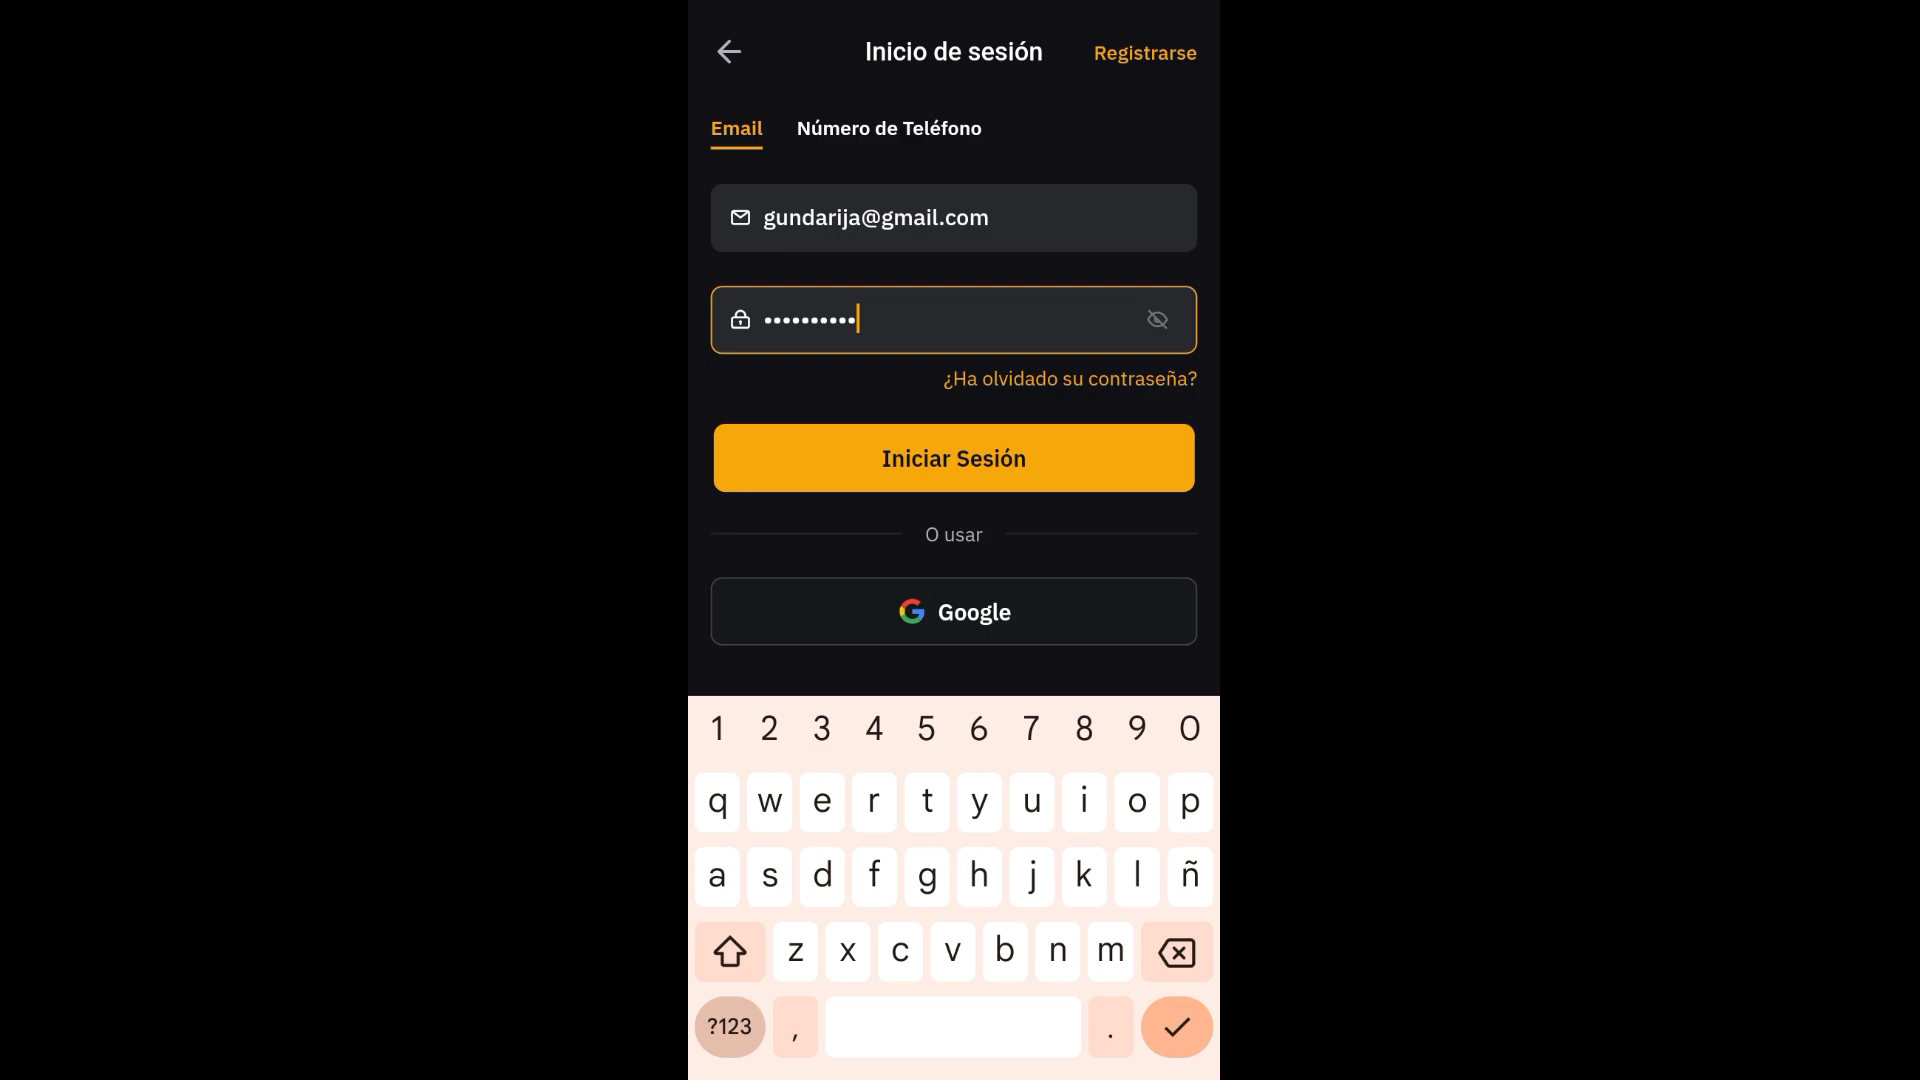 Inicio de sesión
Registrarse
Email
Número de Teléfono
gundarija@gmail.com
••••••••••
¿Ha olvidado su contraseña?
Iniciar Sesión
O usar
Google
1 2 3 4 5 6 7 8 9 0
q w e r t y u i o p
a s d f g h j k l ñ
z x c v b n m
?123 , .